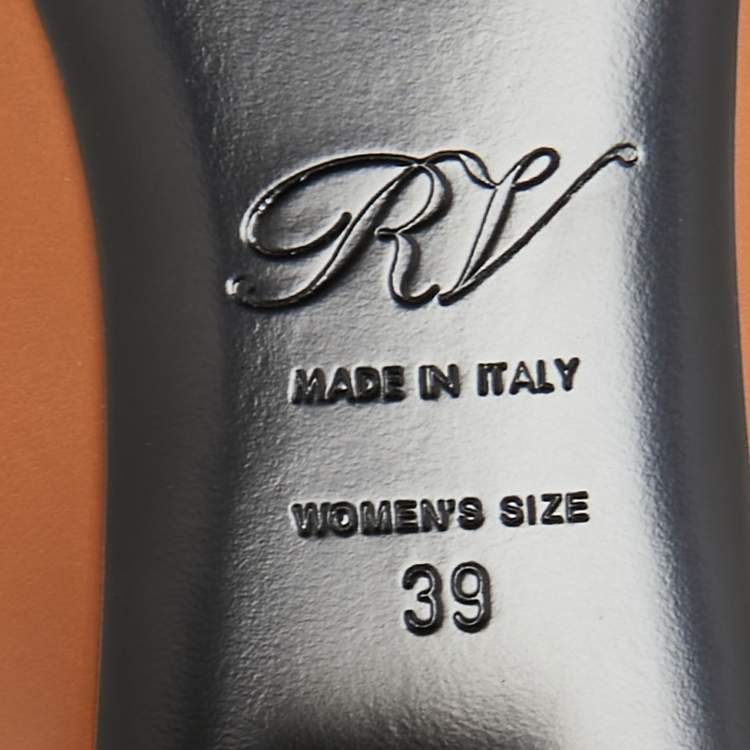 RV
MADE IN ITALY
WOMEN'S SIZE
39